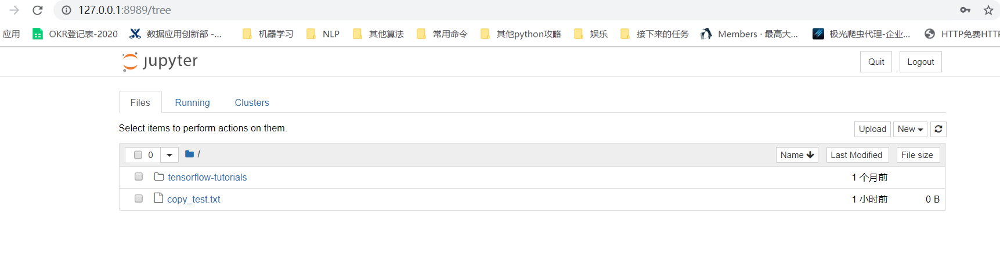 127.0.0.1:8989/tree
应用 OKR登记表-2020 数据应用创新部 -... 机器学习 NLP 其他算法 常用命令 其他python攻略 娱乐 接下来的任务 Members · 最高大... 极光爬虫代理-企业... HTTP免费HTTP
jupyter Quit Logout
Files Running Clusters
Select items to perform actions on them. Upload New
0 / Name Last Modified File size
tensorflow-tutorials 1 个月前
copy_test.txt 1 小时前 0 B